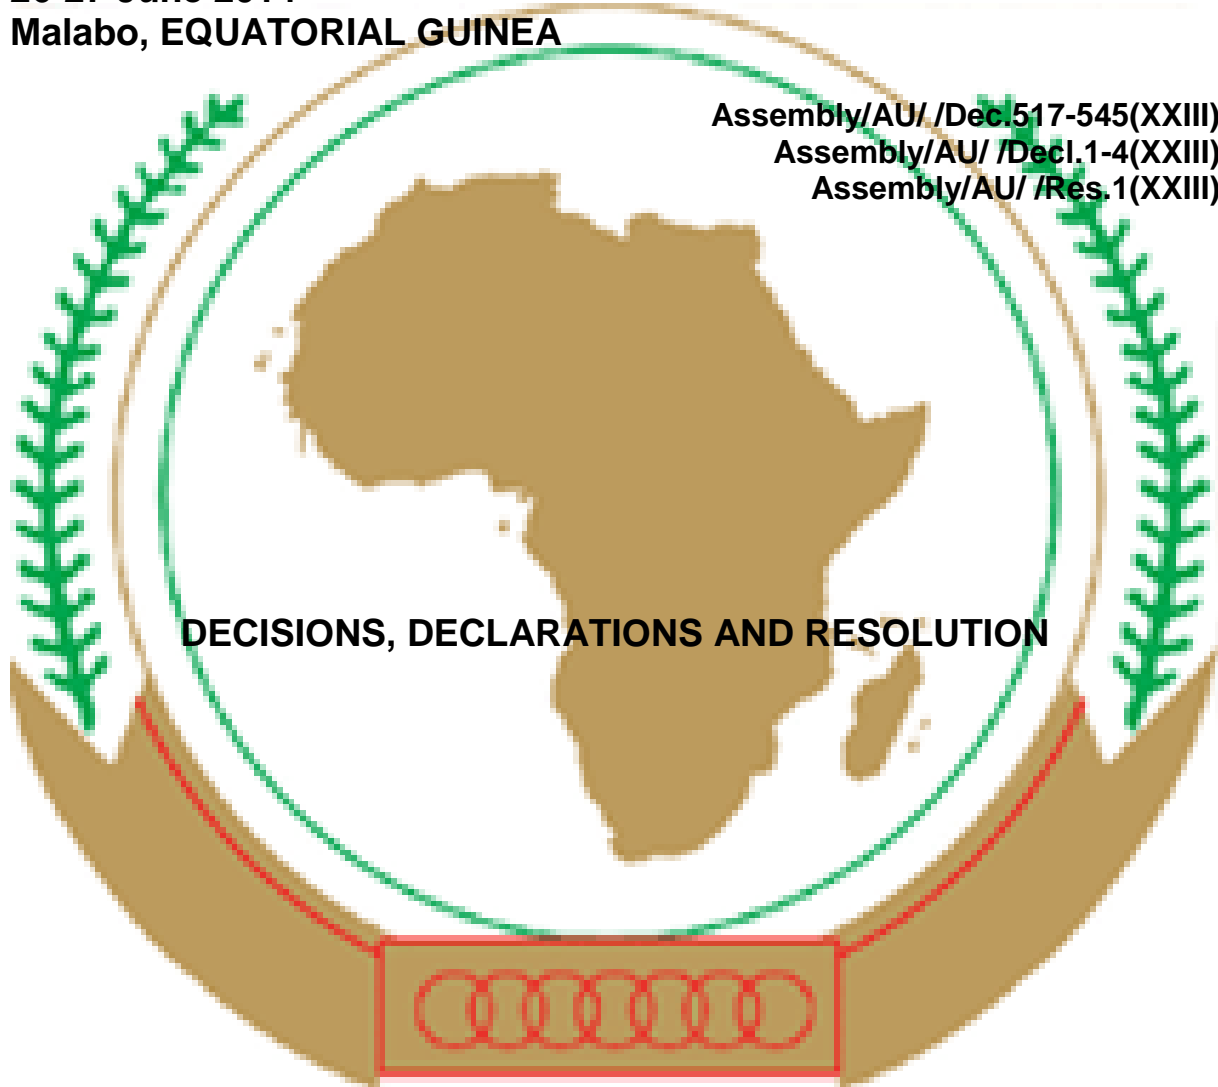 Malabo, EQUATORIAL GUINEA
Assembly/AU/ /Dec.517-545(XXIII)
Assembly/AU/ /Decl.1-4(XXIII)
Assembly/AU/ /Res.1(XXIII)
DECISIONS, DECLARATIONS AND RESOLUTION